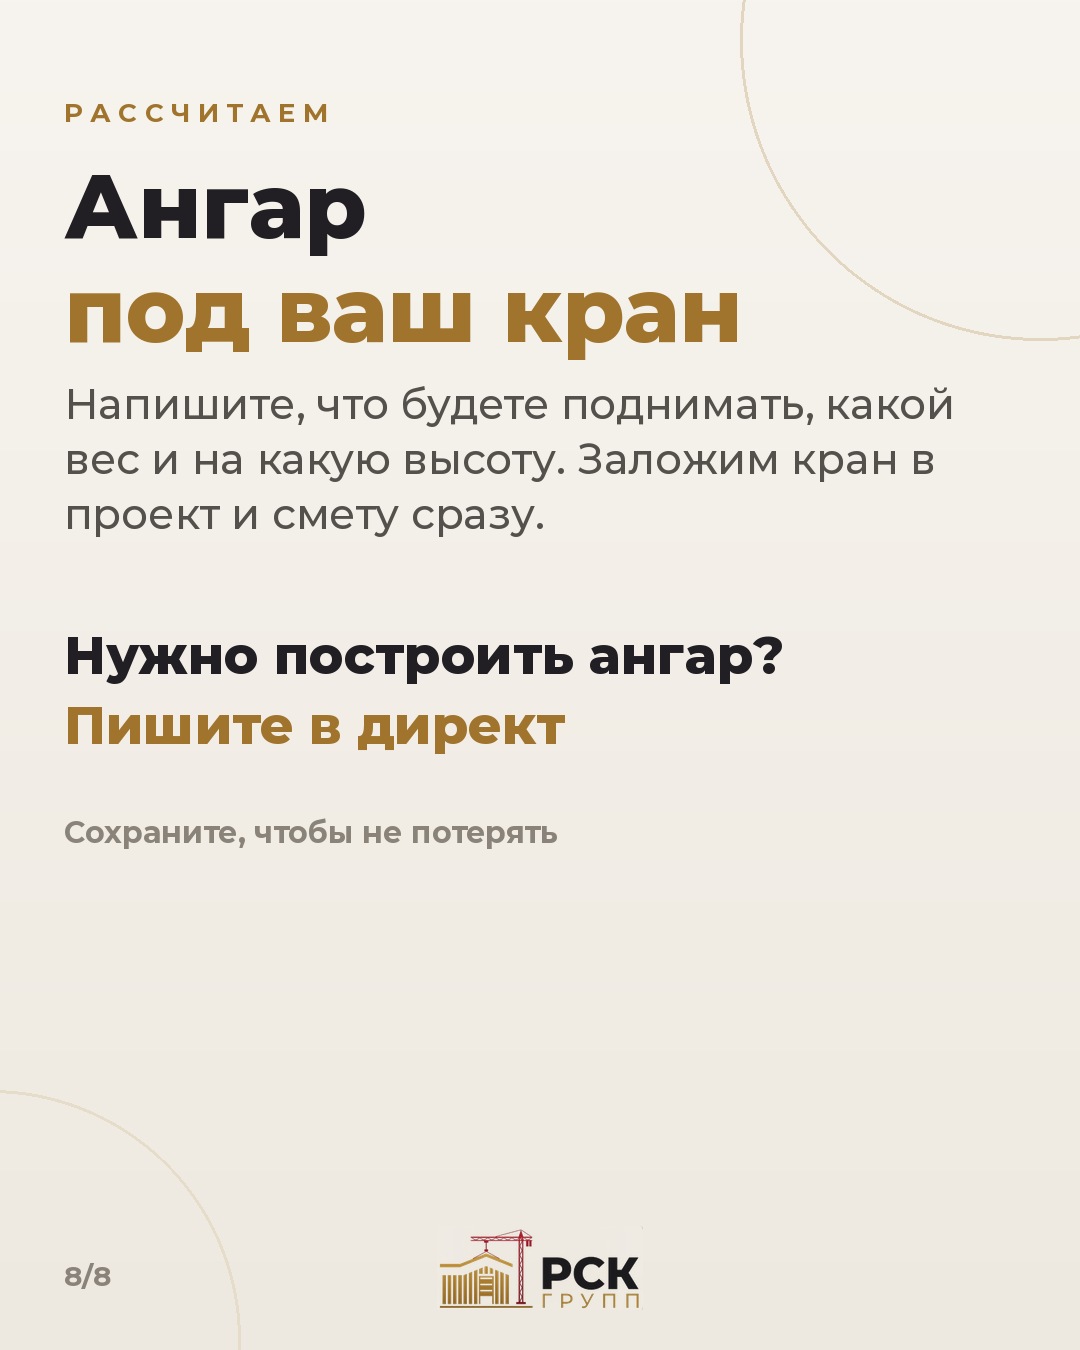 РАССЧИТАЕМ
Ангар
под ваш кран
Напишите, что будете поднимать, какой
вес и на какую высоту. Заложим кран в
проект и смету сразу.
Нужно построить ангар?
Пишите в директ
Сохраните, чтобы не потерять
8/8
РСК
ГРУПП